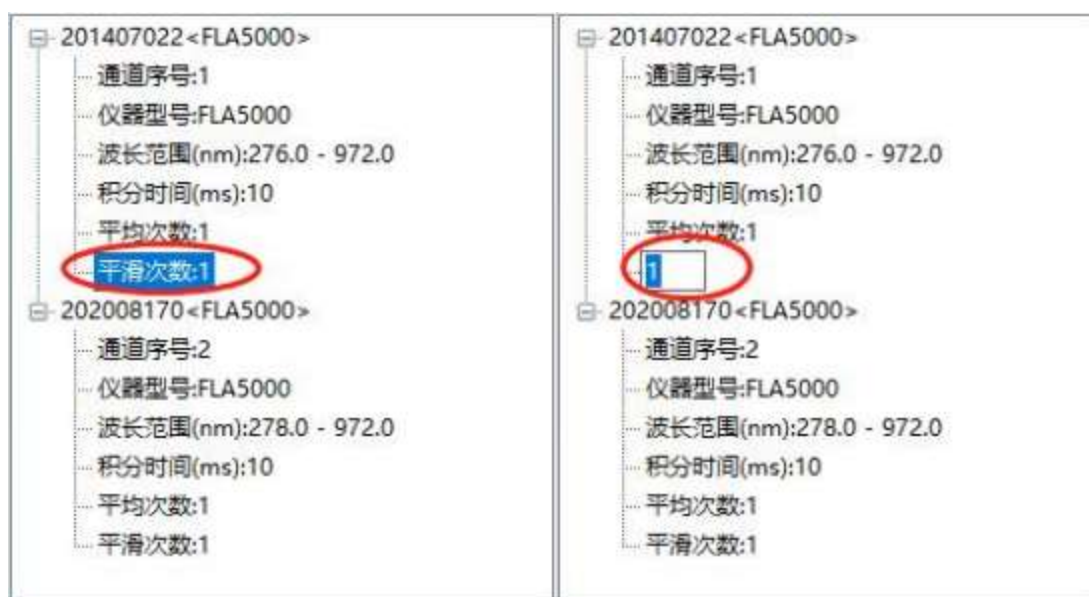 201407022<FLA5000>
通道序号:1
仪器型号:FLA5000
波长范围(nm):276.0 - 972.0
积分时间(ms):10
平均次数:1
平滑次数:1
202008170<FLA5000>
通道序号:2
仪器型号:FLA5000
波长范围(nm):278.0 - 972.0
积分时间(ms):10
平均次数:1
平滑次数:1
201407022<FLA5000>
通道序号:1
仪器型号:FLA5000
波长范围(nm):276.0 - 972.0
积分时间(ms):10
平均次数:1
1
202008170<FLA5000>
通道序号:2
仪器型号:FLA5000
波长范围(nm):278.0 - 972.0
积分时间(ms):10
平均次数:1
平滑次数:1